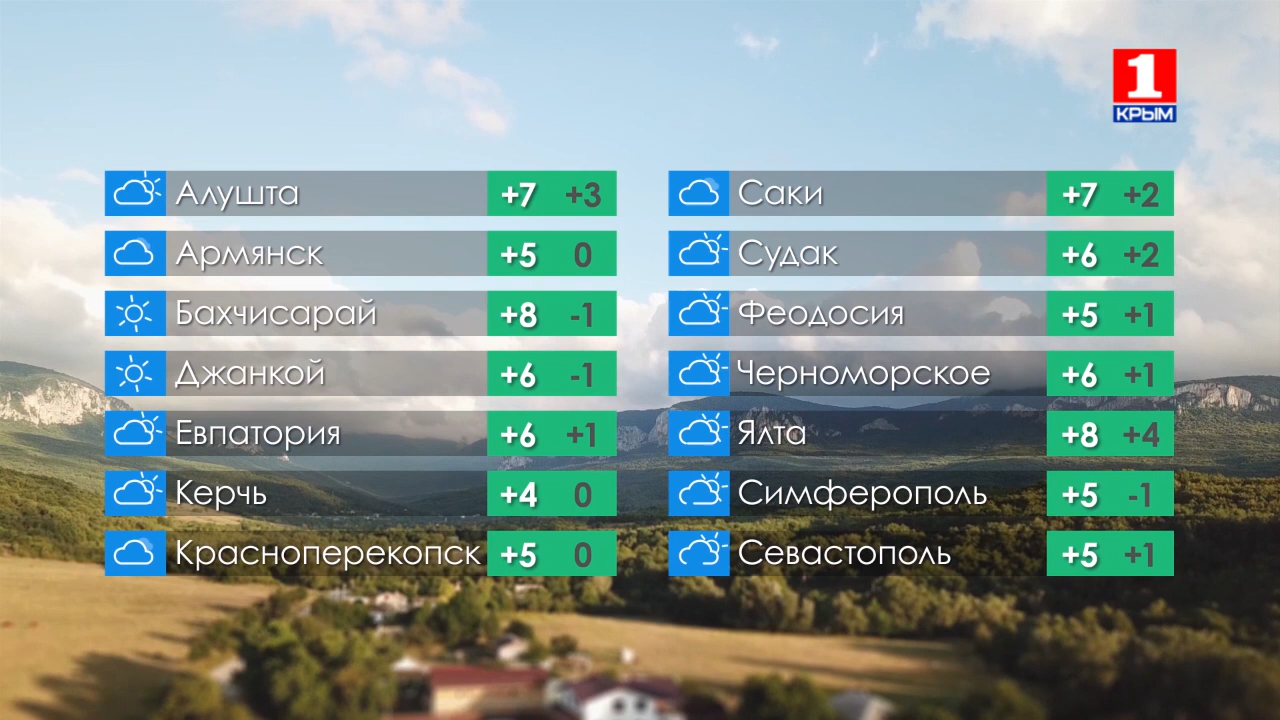 1
КРЫМ
Алушта +7 +3
Армянск +5 0
Бахчисарай +8 -1
Джанкой +6 -1
Евпатория +6 +1
Керчь +4 0
Красноперекопск +5 0
Саки +7 +2
Судак +6 +2
Феодосия +5 +1
Черноморское +6 +1
Ялта +8 +4
Симферополь +5 -1
Севастополь +5 +1